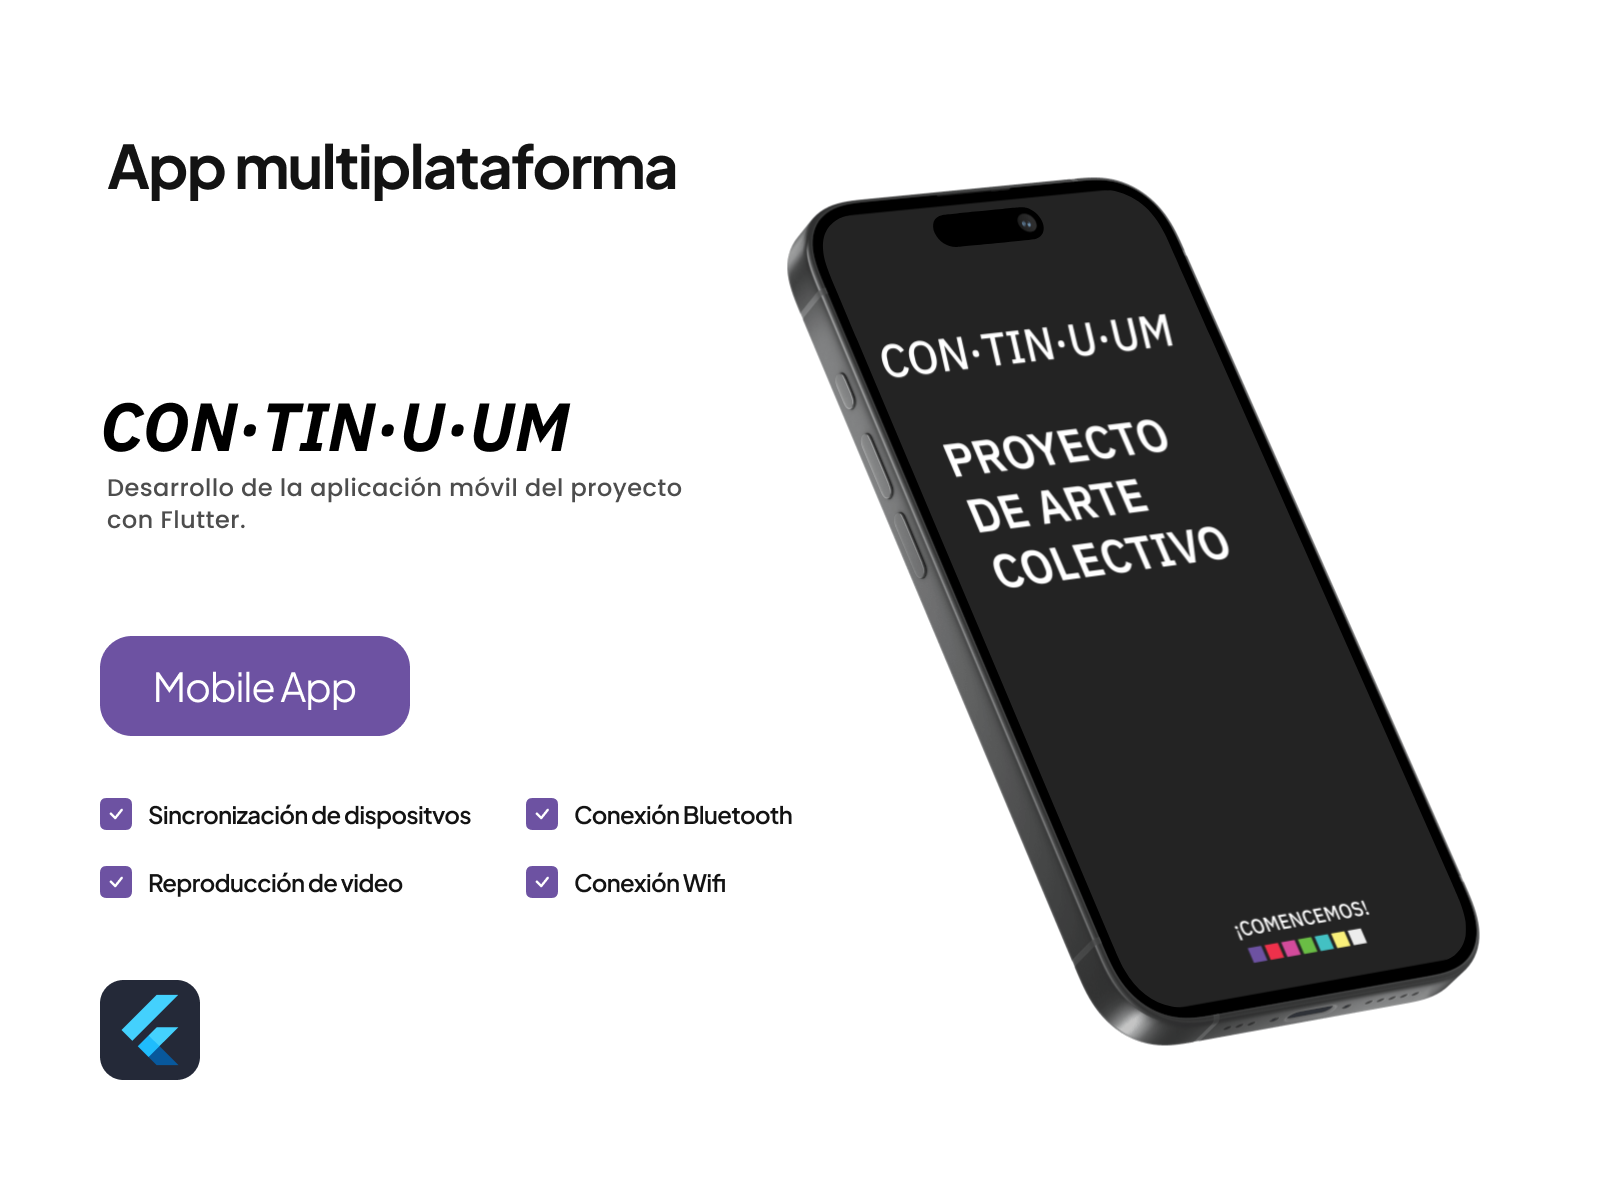 App multiplataforma
CON·TIN·U·UM
Desarrollo de la aplicación móvil del proyecto
con Flutter.
Mobile App
Sincronización de dispositvos
Conexión Bluetooth
Reproducción de video
Conexión Wifi
CON·TIN·U·UM
PROYECTO
DE ARTE
COLECTIVO
¡COMENCEMOS!